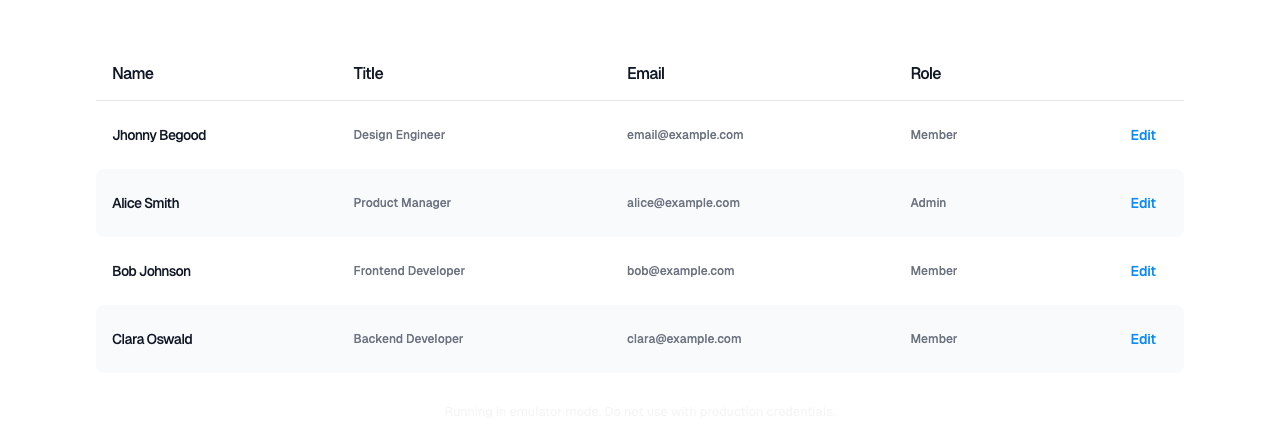 Name Title Email Role
Jhonny Begood Design Engineer email@example.com Member Edit
Alice Smith Product Manager alice@example.com Admin Edit
Bob Johnson Frontend Developer bob@example.com Member Edit
Clara Oswald Backend Developer clara@example.com Member Edit
Running in emulator mode. Do not use with production credentials.